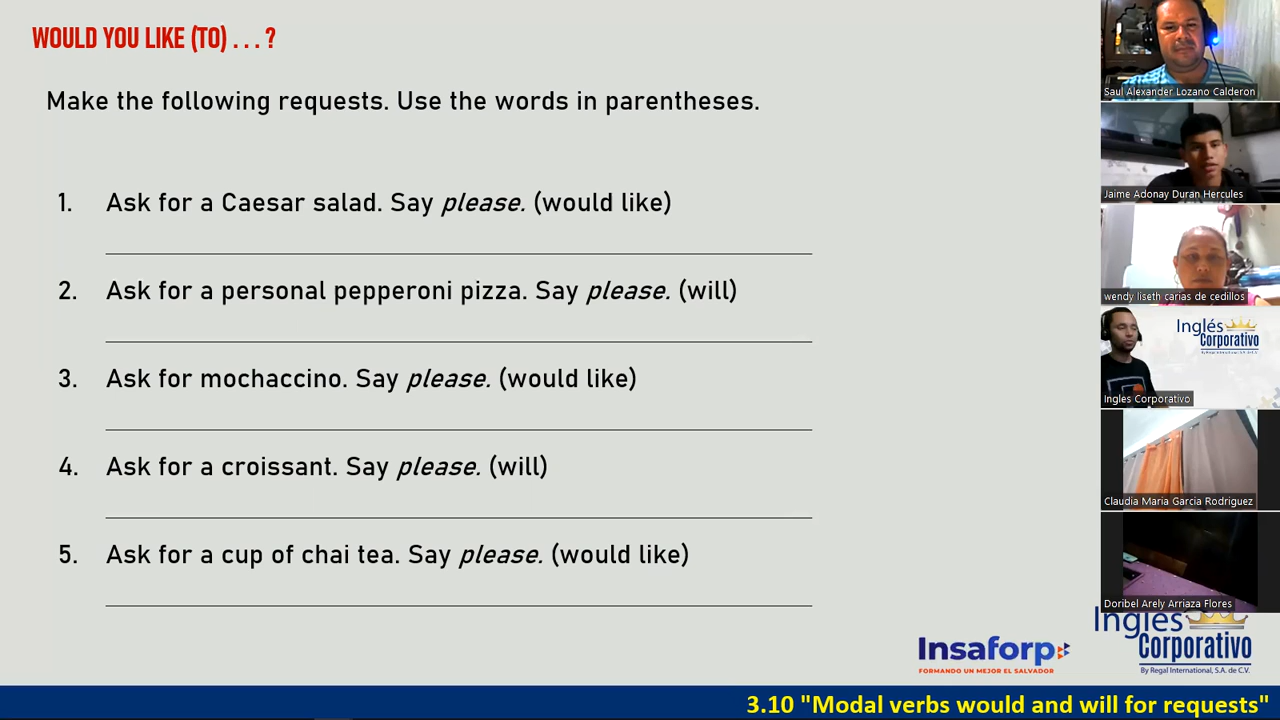 WOULD YOU LIKE (TO) . . . ?
Make the following requests. Use the words in parentheses.
1. Ask for a Caesar salad. Say please. (would like)
2. Ask for a personal pepperoni pizza. Say please. (will)
3. Ask for mochaccino. Say please. (would like)
4. Ask for a croissant. Say please. (will)
5. Ask for a cup of chai tea. Say please. (would like)
Saul Alexander Lozano Calderon
Jaime Adonay Duran Hercules
wendy liseth carias de cedillos
Inglés
Corporativo
Ingles Corporativo
Claudia Maria Garcia Rodriguez
Doribel Arely Arriaza Flores
Insaforp
FORMANDO UN MEJOR EL SALVADOR
Inglés
Corporativo
By Regal International, S.A. de C.V.
3.10 "Modal verbs would and will for requests"